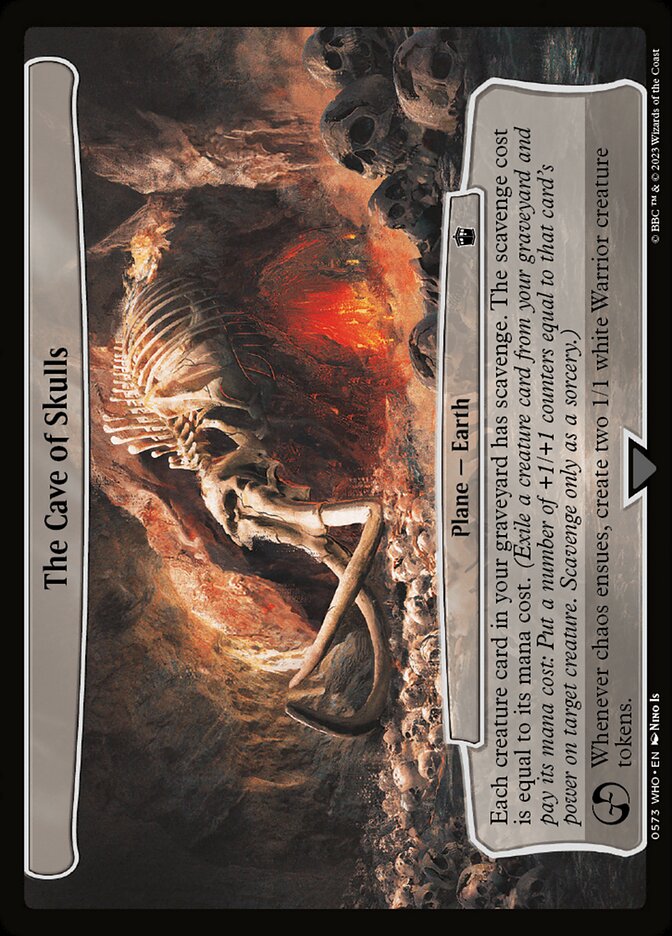 The Cave of Skulls
Plane — Earth
Each creature card in your graveyard has scavenge. The scavenge cost
is equal to its mana cost. (Exile a creature card from your graveyard and
pay its mana cost: Put a number of +1/+1 counters equal to that card's
power on target creature. Scavenge only as a sorcery.)
Whenever chaos ensues, create two 1/1 white Warrior creature
tokens.
0573 WHO • EN Nino Is
© BBC ™ & © 2023 Wizards of the Coast